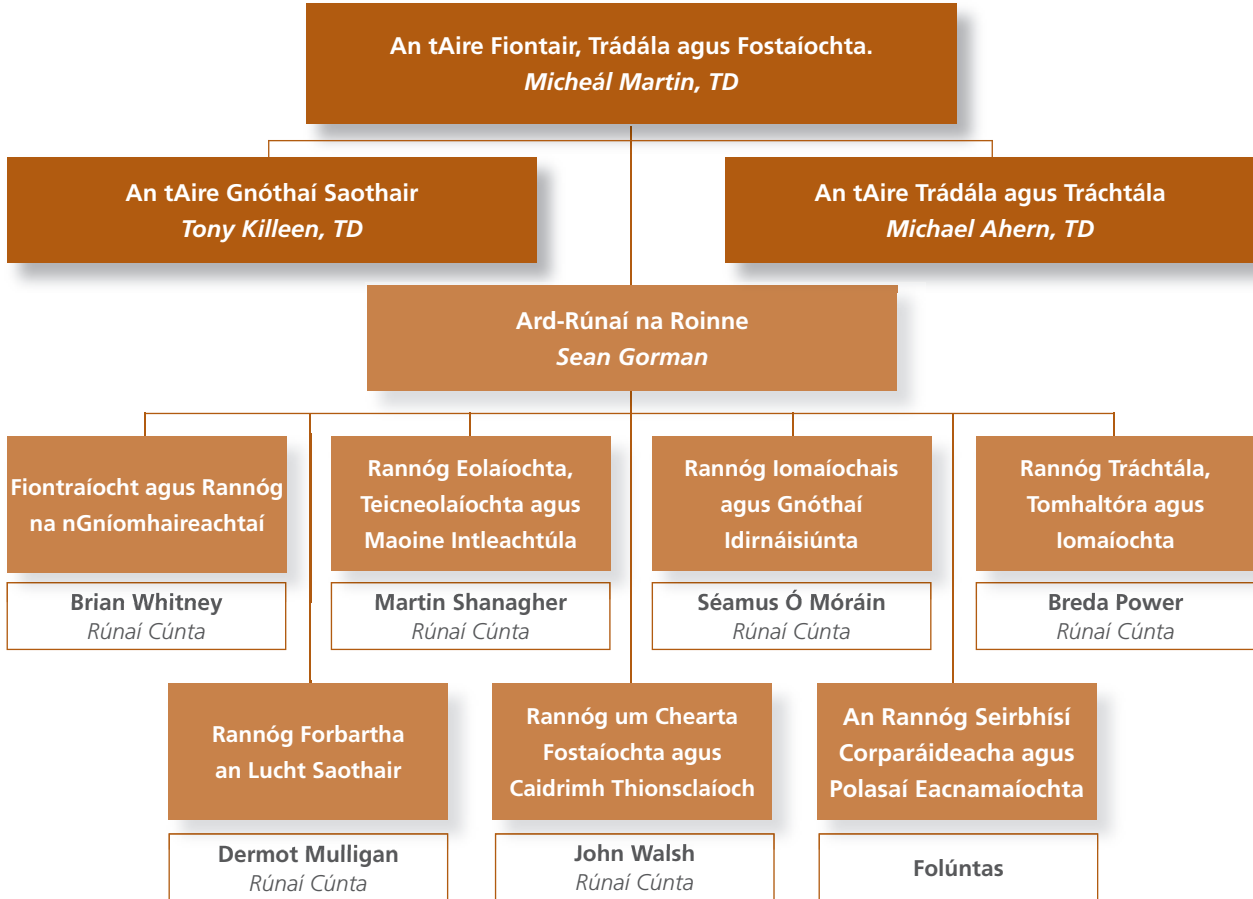 An tAire Fiontair, Trádála agus Fostaíochta.
Micheál Martin, TD
An tAire Gnóthaí Saothair
Tony Killeen, TD
An tAire Trádála agus Tráchtála
Michael Ahern, TD
Ard-Rúnaí na Roinne
Sean Gorman
Fiontraíocht agus Rannóg
na nGníomhaireachtaí
Brian Whitney
Rúnaí Cúnta
Rannóg Eolaíochta,
Teicneolaíochta agus
Maoine Intleachtúla
Martin Shanagher
Rúnaí Cúnta
Rannóg Iomaíochais
agus Gnóthaí
Idirnáisiúnta
Séamus Ó Móráin
Rúnaí Cúnta
Rannóg Tráchtála,
Tomhaltóra agus
Iomaíochta
Breda Power
Rúnaí Cúnta
Rannóg Forbartha
an Lucht Saothair
Dermot Mulligan
Rúnaí Cúnta
Rannóg um Chearta
Fostaíochta agus
Caidrimh Thionsclaíoch
John Walsh
Rúnaí Cúnta
An Rannóg Seirbhísí
Corparáideacha agus
Polasaí Eacnamaíochta
Folúntas